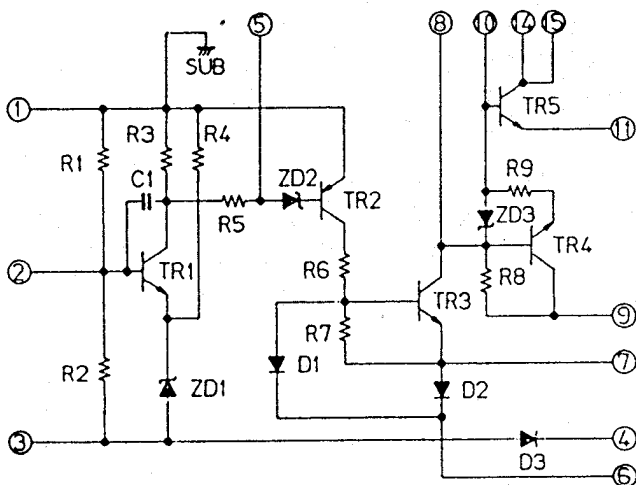 5 8 10 14 15
SUB
TR5
1 11
R1 R3 R4
R9
C1 ZD2
TR2 ZD3
R5 TR4
2 TR1 R6 TR3 R8
R7 9
R2 D1 7
ZD1 D2
3 4
D3
6